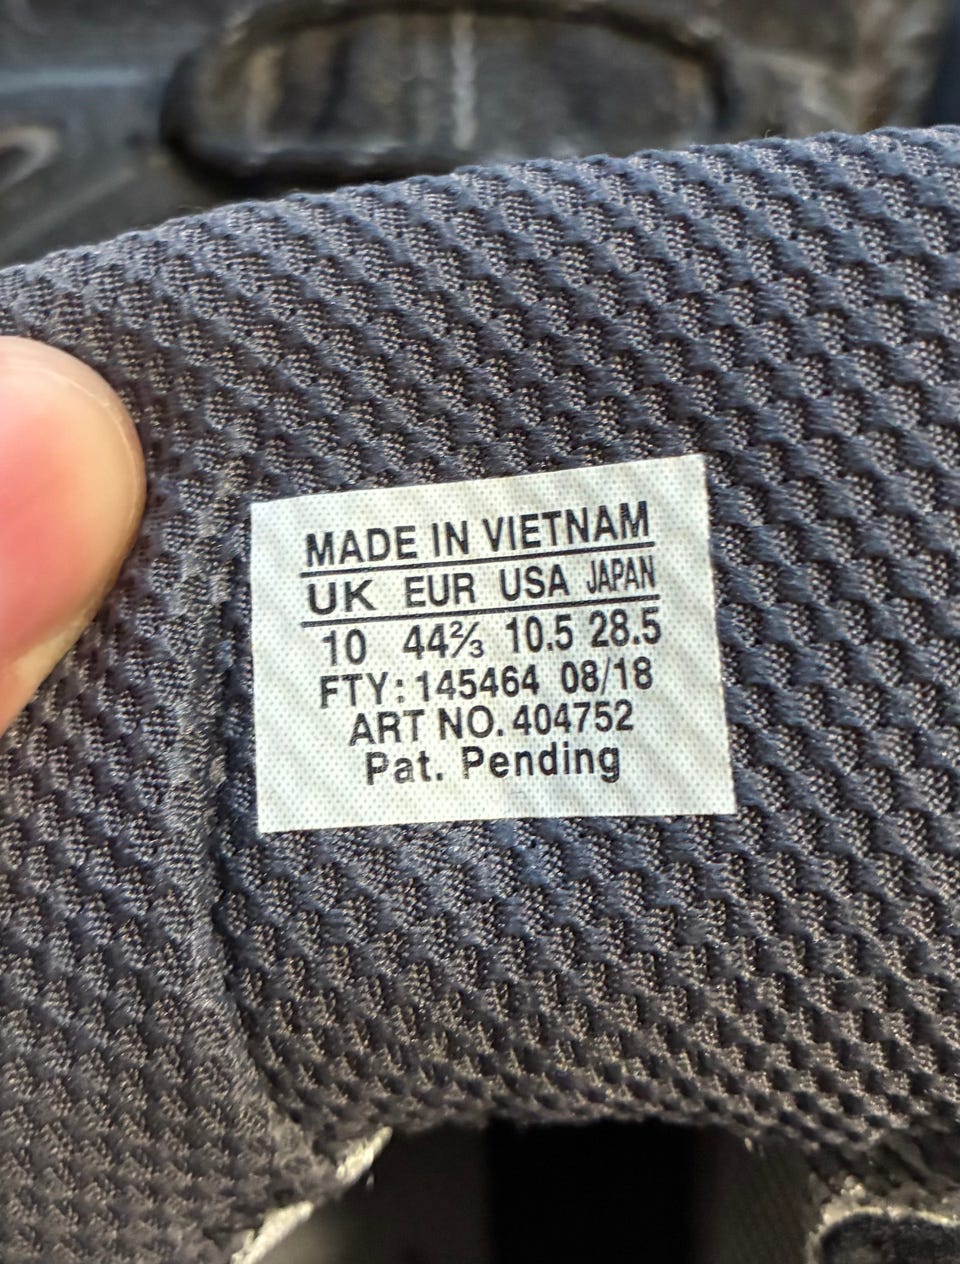 MADE IN VIETNAM
UK EUR USA JAPAN
10 44⅔ 10.5 28.5
FTY: 145464 08/18
ART NO. 404752
Pat. Pending